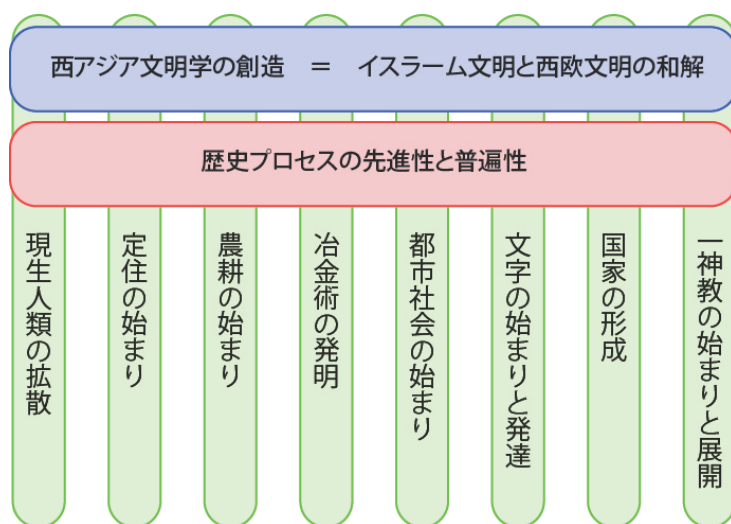 西アジア文明学の創造　＝　イスラーム文明と西欧文明の和解
歴史プロセスの先進性と普遍性
現生人類の拡散
定住の始まり
農耕の始まり
冶金術の発明
都市社会の始まり
文字の始まりと発達
国家の形成
一神教の始まりと展開